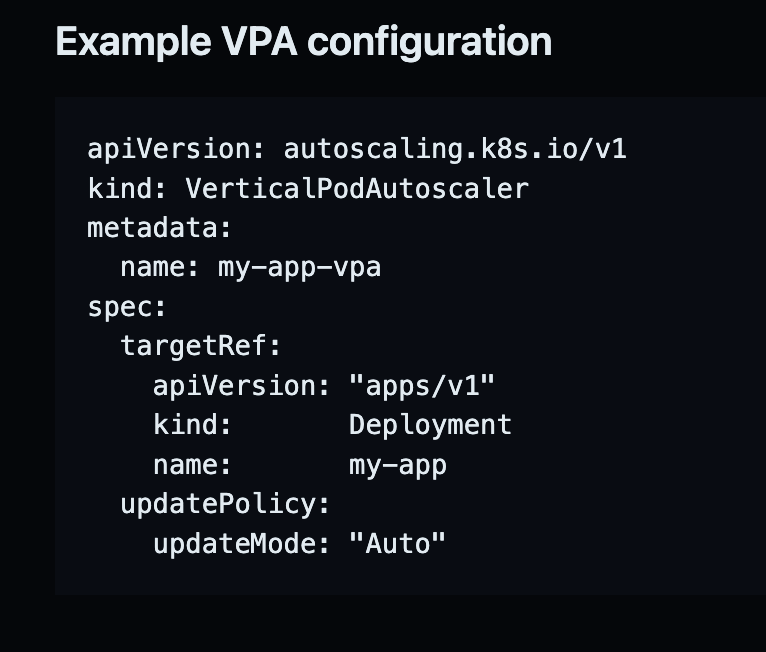 Example VPA configuration
apiVersion: autoscaling.k8s.io/v1
kind: VerticalPodAutoscaler
metadata:
  name: my-app-vpa
spec:
  targetRef:
    apiVersion: "apps/v1"
    kind:       Deployment
    name:       my-app
  updatePolicy:
    updateMode: "Auto"